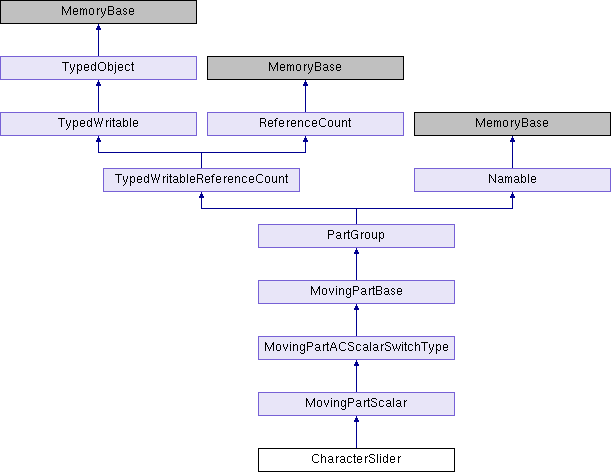 MemoryBase
TypedObject
MemoryBase
TypedWritable
ReferenceCount
MemoryBase
TypedWritableReferenceCount
Namable
PartGroup
MovingPartBase
MovingPartACScalarSwitchType
MovingPartScalar
CharacterSlider